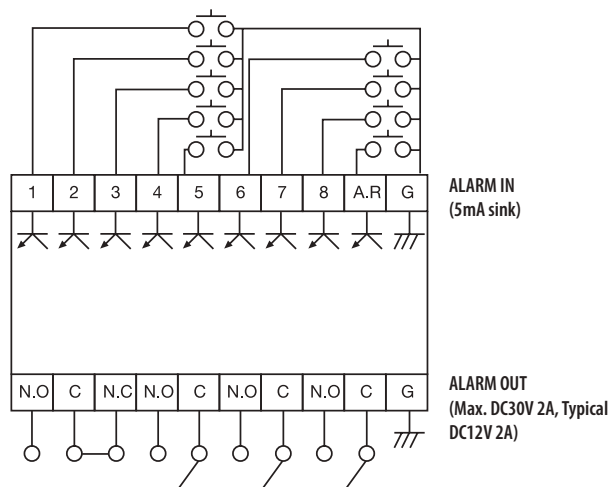 1 2 3 4 5 6 7 8 A.R G
ALARM IN
(5mA sink)
N.O C N.C N.O C N.O C N.O C G
ALARM OUT
(Max. DC30V 2A, Typical
DC12V 2A)